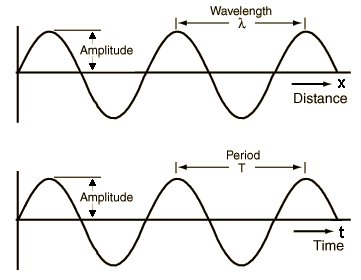 Wavelength
λ
Amplitude
x
Distance
Period
T
Amplitude
t
Time